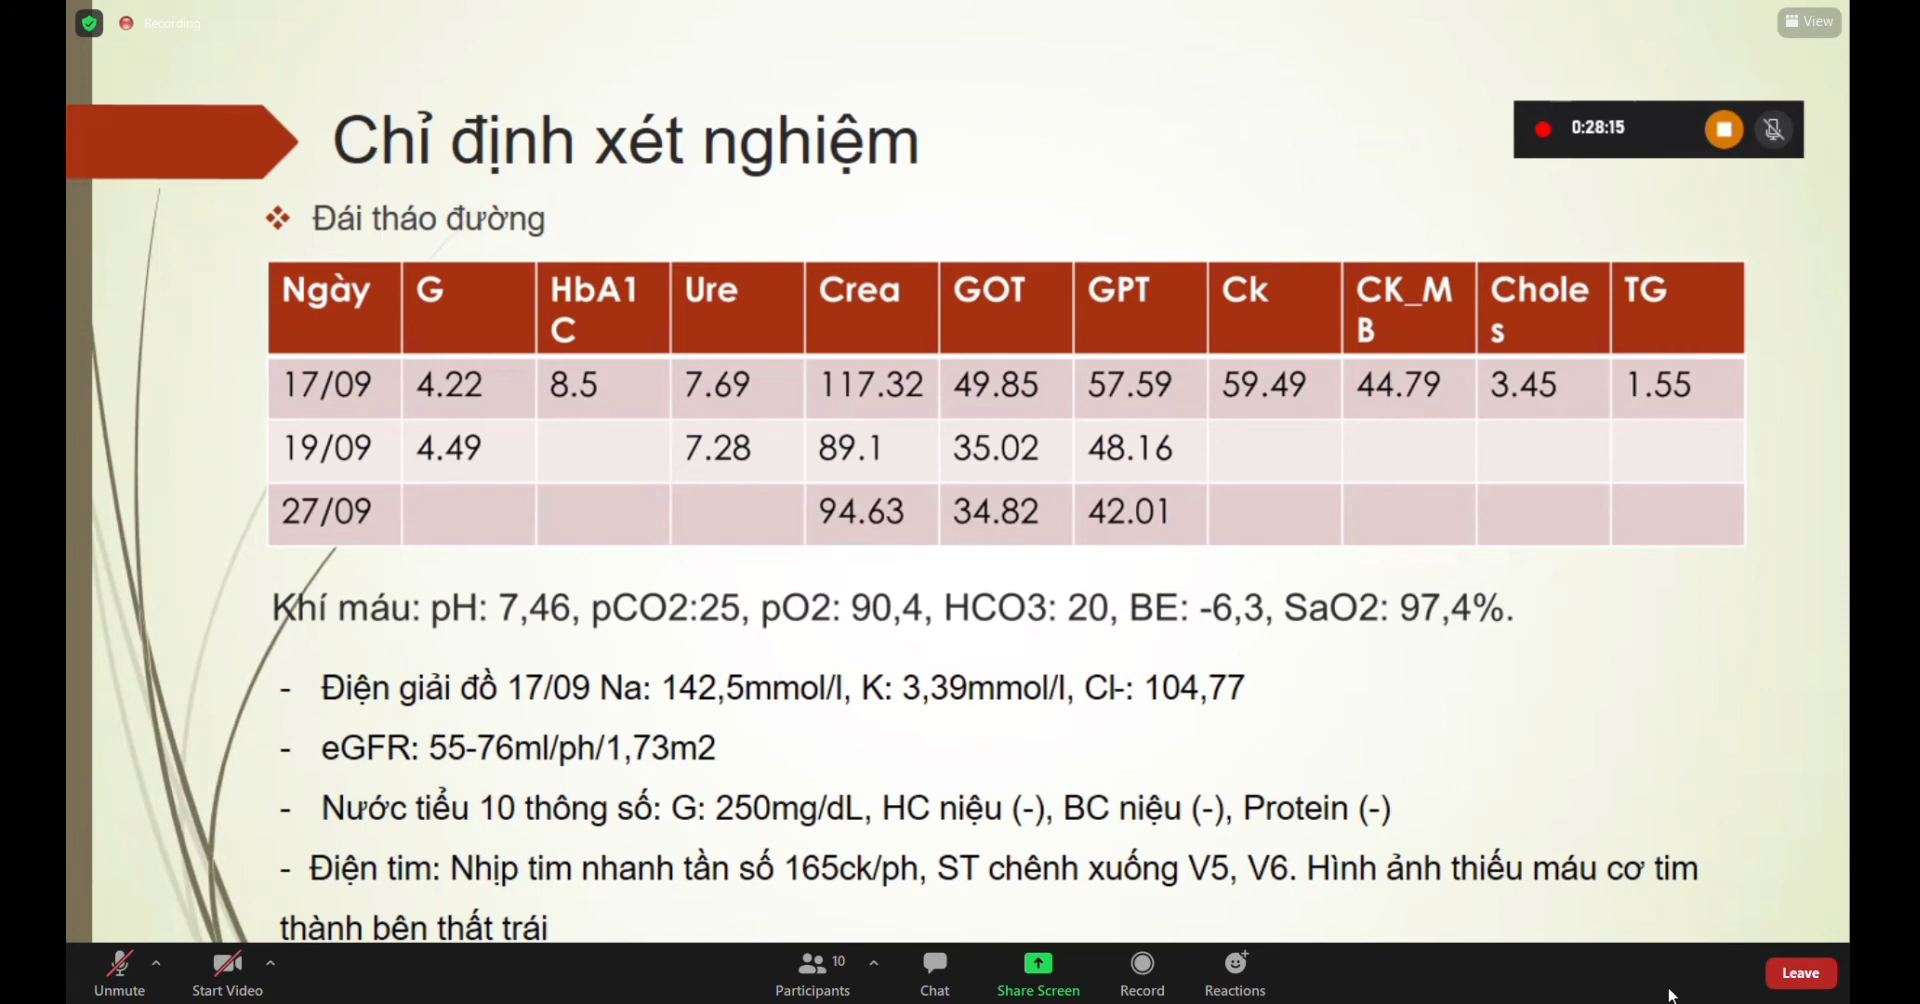 Recording
View
0:28:15
Chỉ định xét nghiệm
Đái tháo đường
Ngày G HbA1C Ure Crea GOT GPT Ck CK_MB Choles TG
17/09 4.22 8.5 7.69 117.32 49.85 57.59 59.49 44.79 3.45 1.55
19/09 4.49 7.28 89.1 35.02 48.16
27/09 94.63 34.82 42.01
Khí máu: pH: 7,46, pCO2:25, pO2: 90,4, HCO3: 20, BE: -6,3, SaO2: 97,4%.
- Điện giải đồ 17/09 Na: 142,5mmol/l, K: 3,39mmol/l, Cl-: 104,77
- eGFR: 55-76ml/ph/1,73m2
- Nước tiểu 10 thông số: G: 250mg/dL, HC niệu (-), BC niệu (-), Protein (-)
- Điện tim: Nhịp tim nhanh tần số 165ck/ph, ST chênh xuống V5, V6. Hình ảnh thiếu máu cơ tim
thành bên thất trái
10
Unmute Start Video Participants Chat Share Screen Record Reactions Leave